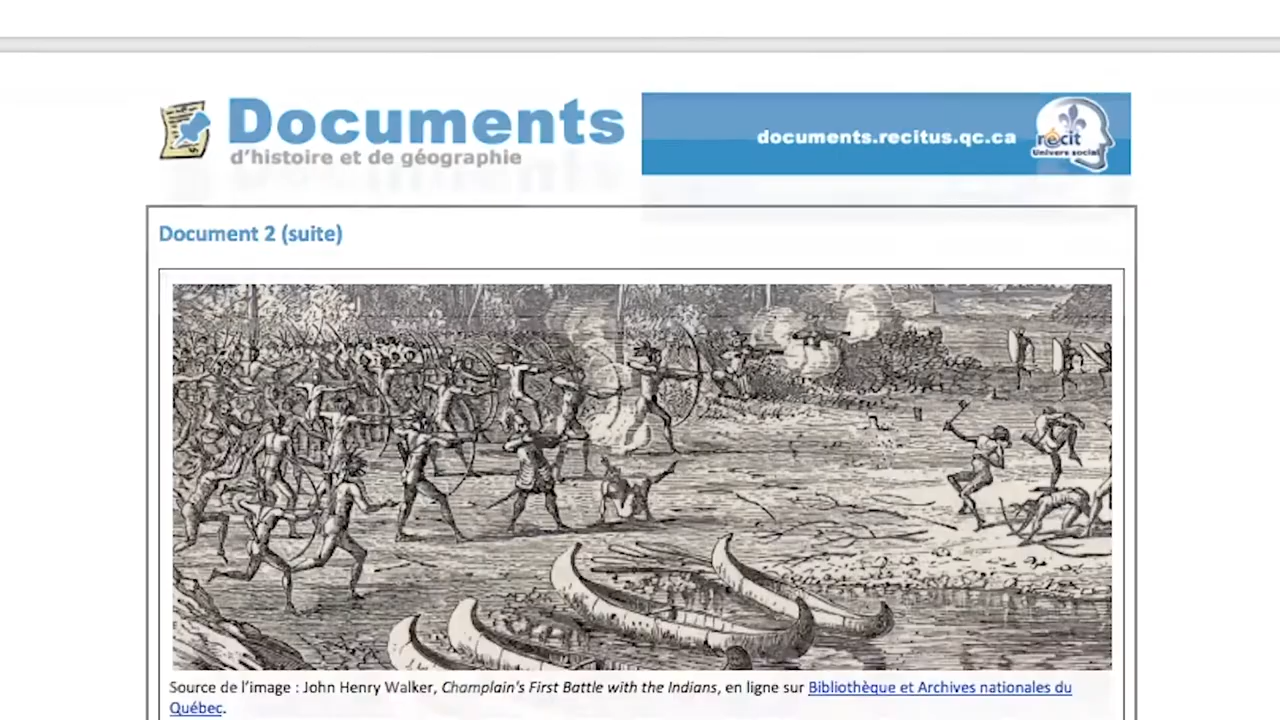 Documents
d'histoire et de géographie
documents.recitus.qc.ca
récit
Univers social
Document 2 (suite)
Source de l'image : John Henry Walker, Champlain's First Battle with the Indians, en ligne sur Bibliothèque et Archives nationales du
Québec.